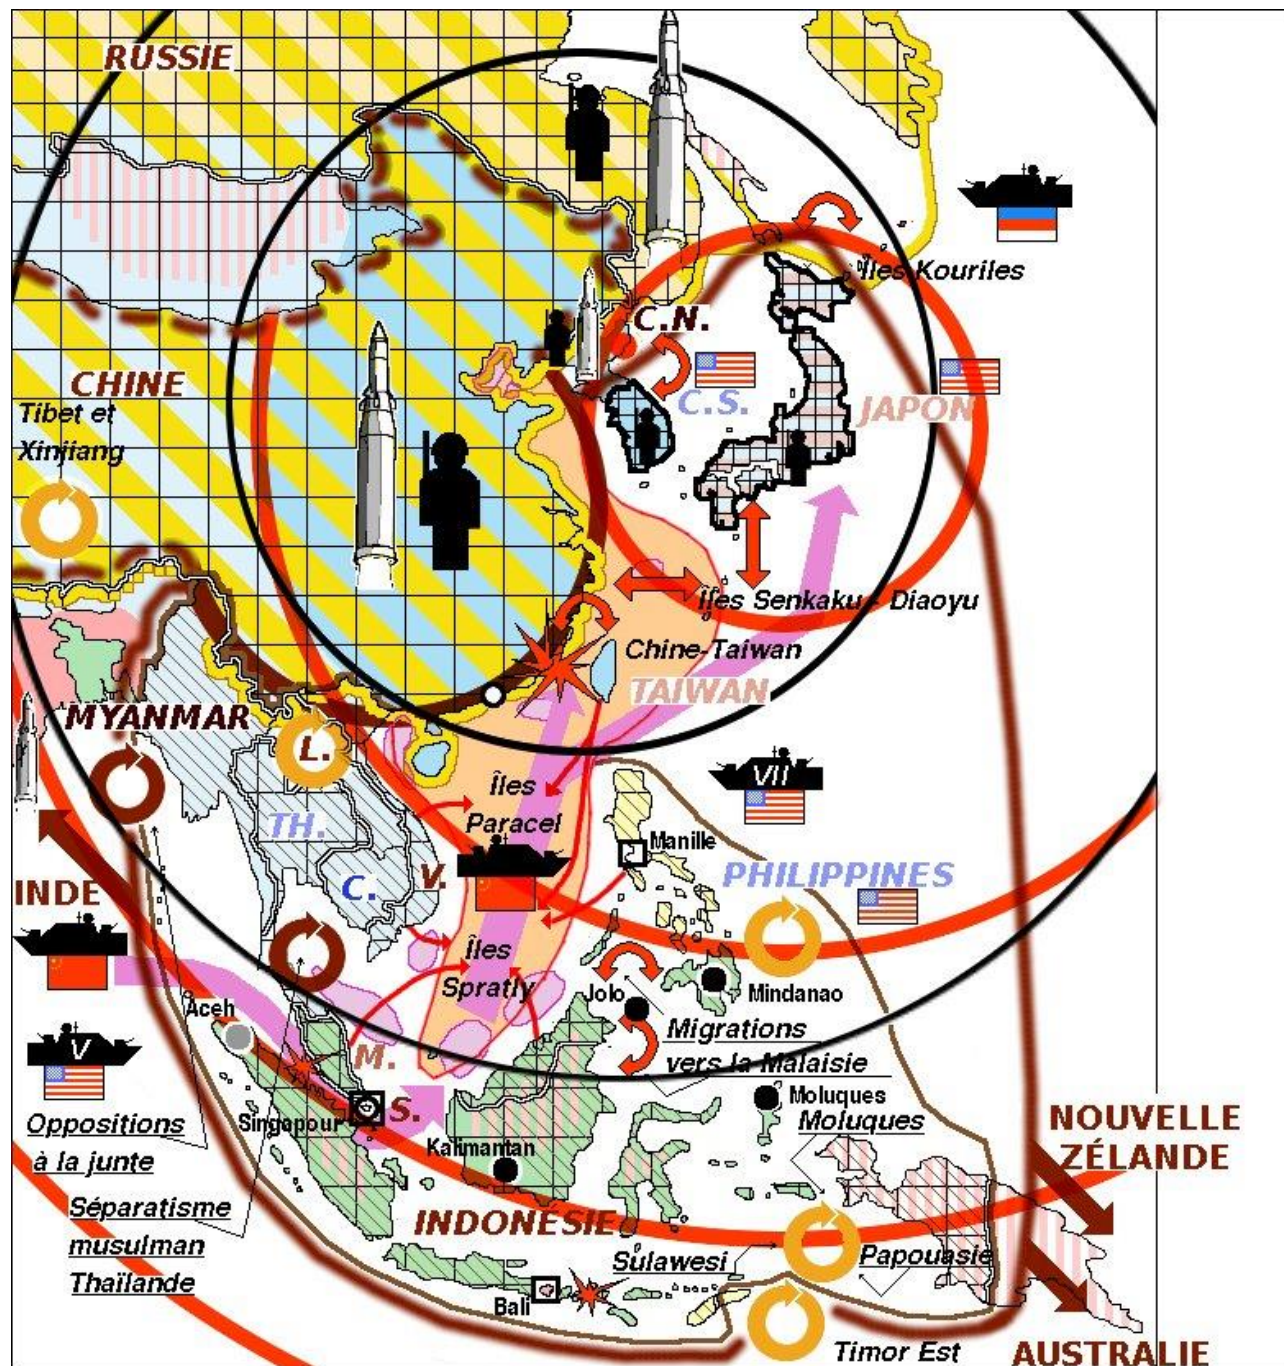 RUSSIE
Îles Kouriles
C.N.
CHINE
C.S.
JAPON
Tibet et
Xinjiang
Îles Senkaku - Diaoyu
Chine-Taiwan
TAIWAN
MYANMAR
L.
VII
Îles
Paracel
TH.
Manille
C.
V.
PHILIPPINES
INDE
Îles
Spratly
Jolo
Mindanao
Aceh
Migrations
vers la Malaisie
V
M.
Moluques
Moluques
Singapour
S.
NOUVELLE
ZÉLANDE
Oppositions
à la junte
Kalimantan
Séparatisme
musulman
Thaïlande
INDONÉSIE
Sulawesi
Papouasie
Bali
Timor Est
AUSTRALIE